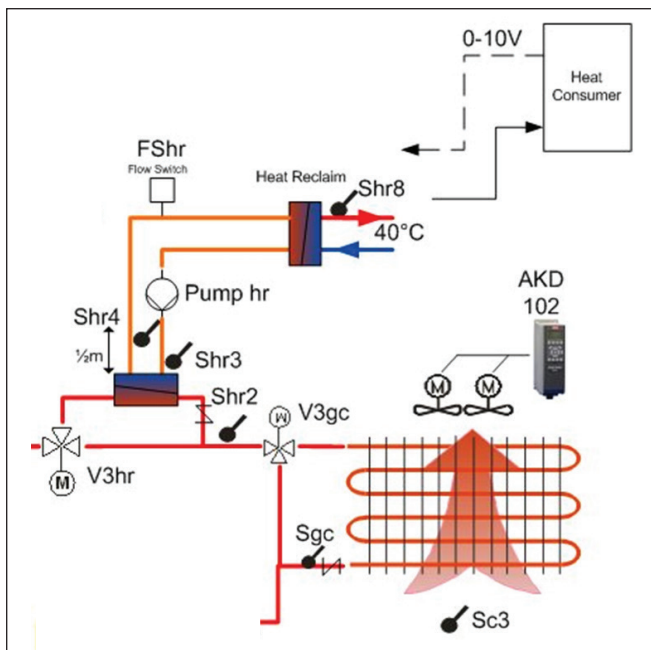 0-10V
Heat
Consumer
FShr
Flow Switch
Heat Reclaim
Shr8
40°C
Pump hr
AKD
102
Shr4
½m
Shr3
Shr2
V3gc
M
M
M
V3hr
M
Sgc
Sc3